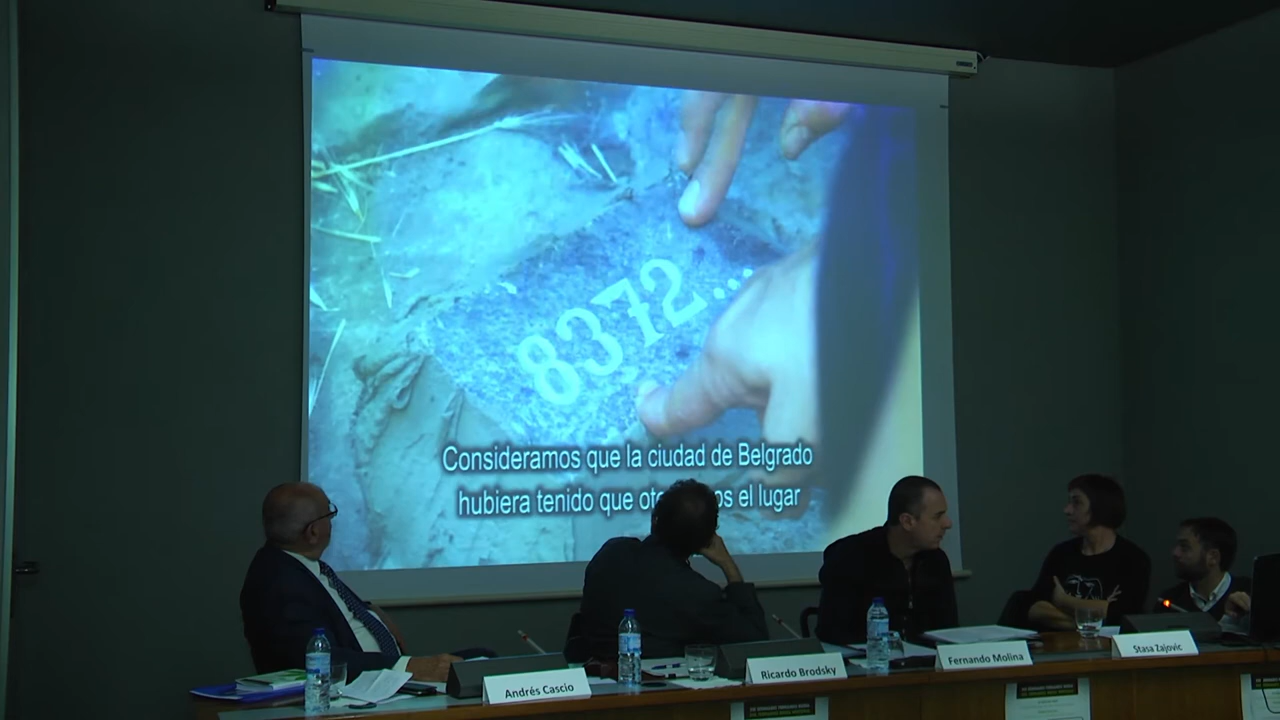 8372...
Consideramos que la ciudad de Belgrado
hubiera tenido que el lugar
Andrés Cascio
Ricardo Brodsky
Fernando Molina
Stasa Zajovic